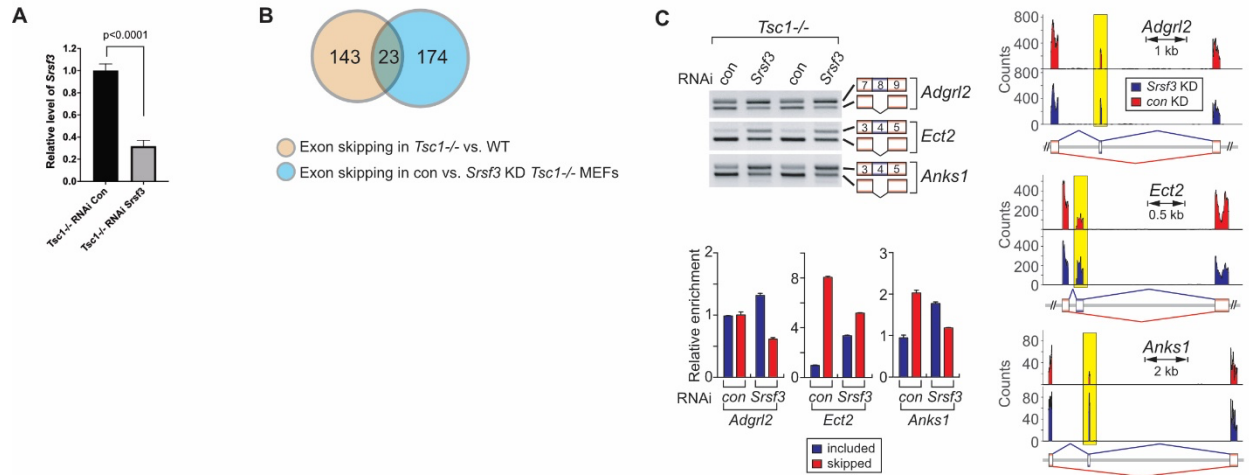 A
p<0.0001
Relative level of Srsf3
1.2
1.0
0.8
0.6
0.4
0.2
0.0
Tsc1-/- RNAi Con
Tsc1-/- RNAi Srsf3
B
143
23
174
Exon skipping in Tsc1-/- vs. WT
Exon skipping in con vs. Srsf3 KD Tsc1-/- MEFs
C
Tsc1-/-
RNAi con Srsf3 con Srsf3
7 8 9
Adgrl2
3 4 5
Ect2
3 4 5
Anks1
Relative enrichment
2
1
0
8
4
0
3
2
1
0
RNAi con Srsf3 con Srsf3 con Srsf3
Adgrl2 Ect2 Anks1
included
skipped
Counts
800
400
0
800
400
0
Adgrl2
1 kb
Srsf3 KD
con KD
//
//
Counts
400
200
0
400
200
0
Ect2
0.5 kb
//
//
Counts
80
40
0
80
40
0
Anks1
2 kb
//
//